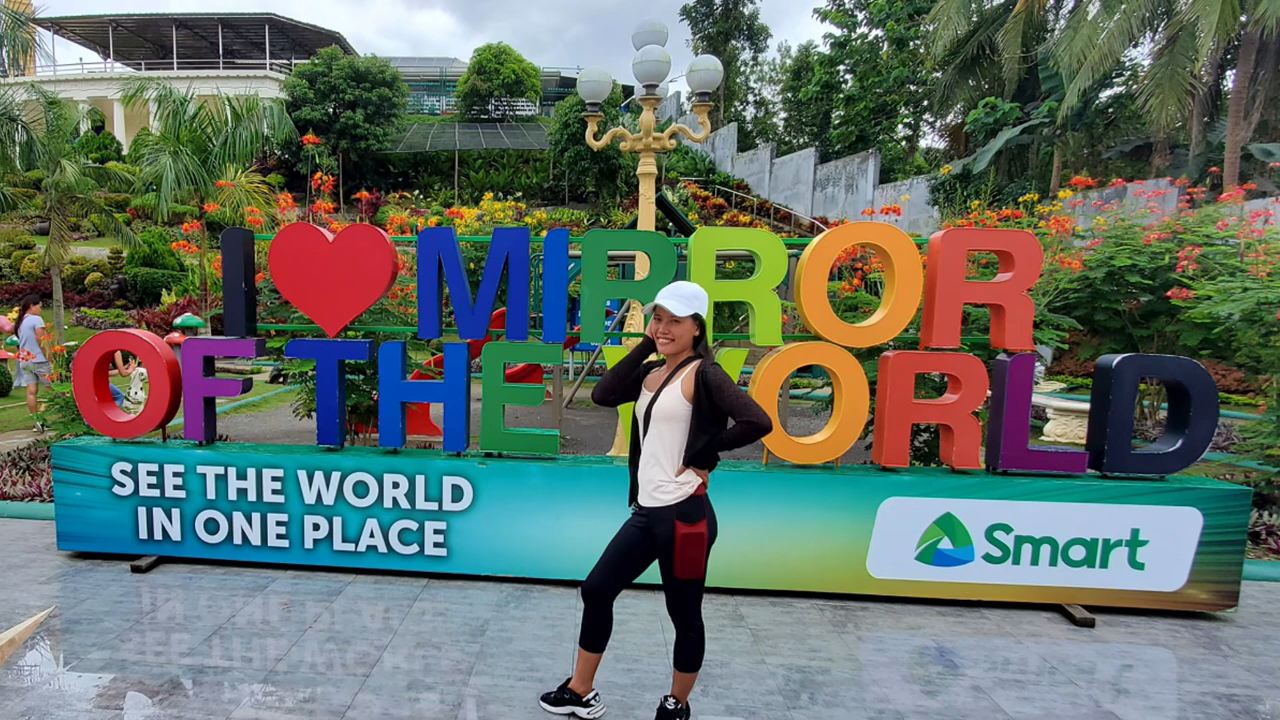 I ❤ MIRROR
OF THE WORLD
SEE THE WORLD
IN ONE PLACE
Smart